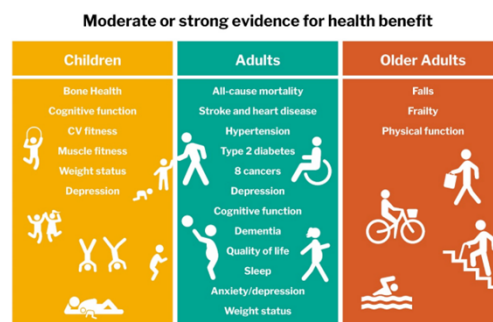 Moderate or strong evidence for health benefit
Children
Bone Health
Cognitive function
CV fitness
Muscle fitness
Weight status
Depression
Adults
All-cause mortality
Stroke and heart disease
Hypertension
Type 2 diabetes
8 cancers
Depression
Cognitive function
Dementia
Quality of life
Sleep
Anxiety/depression
Weight status
Older Adults
Falls
Frailty
Physical function